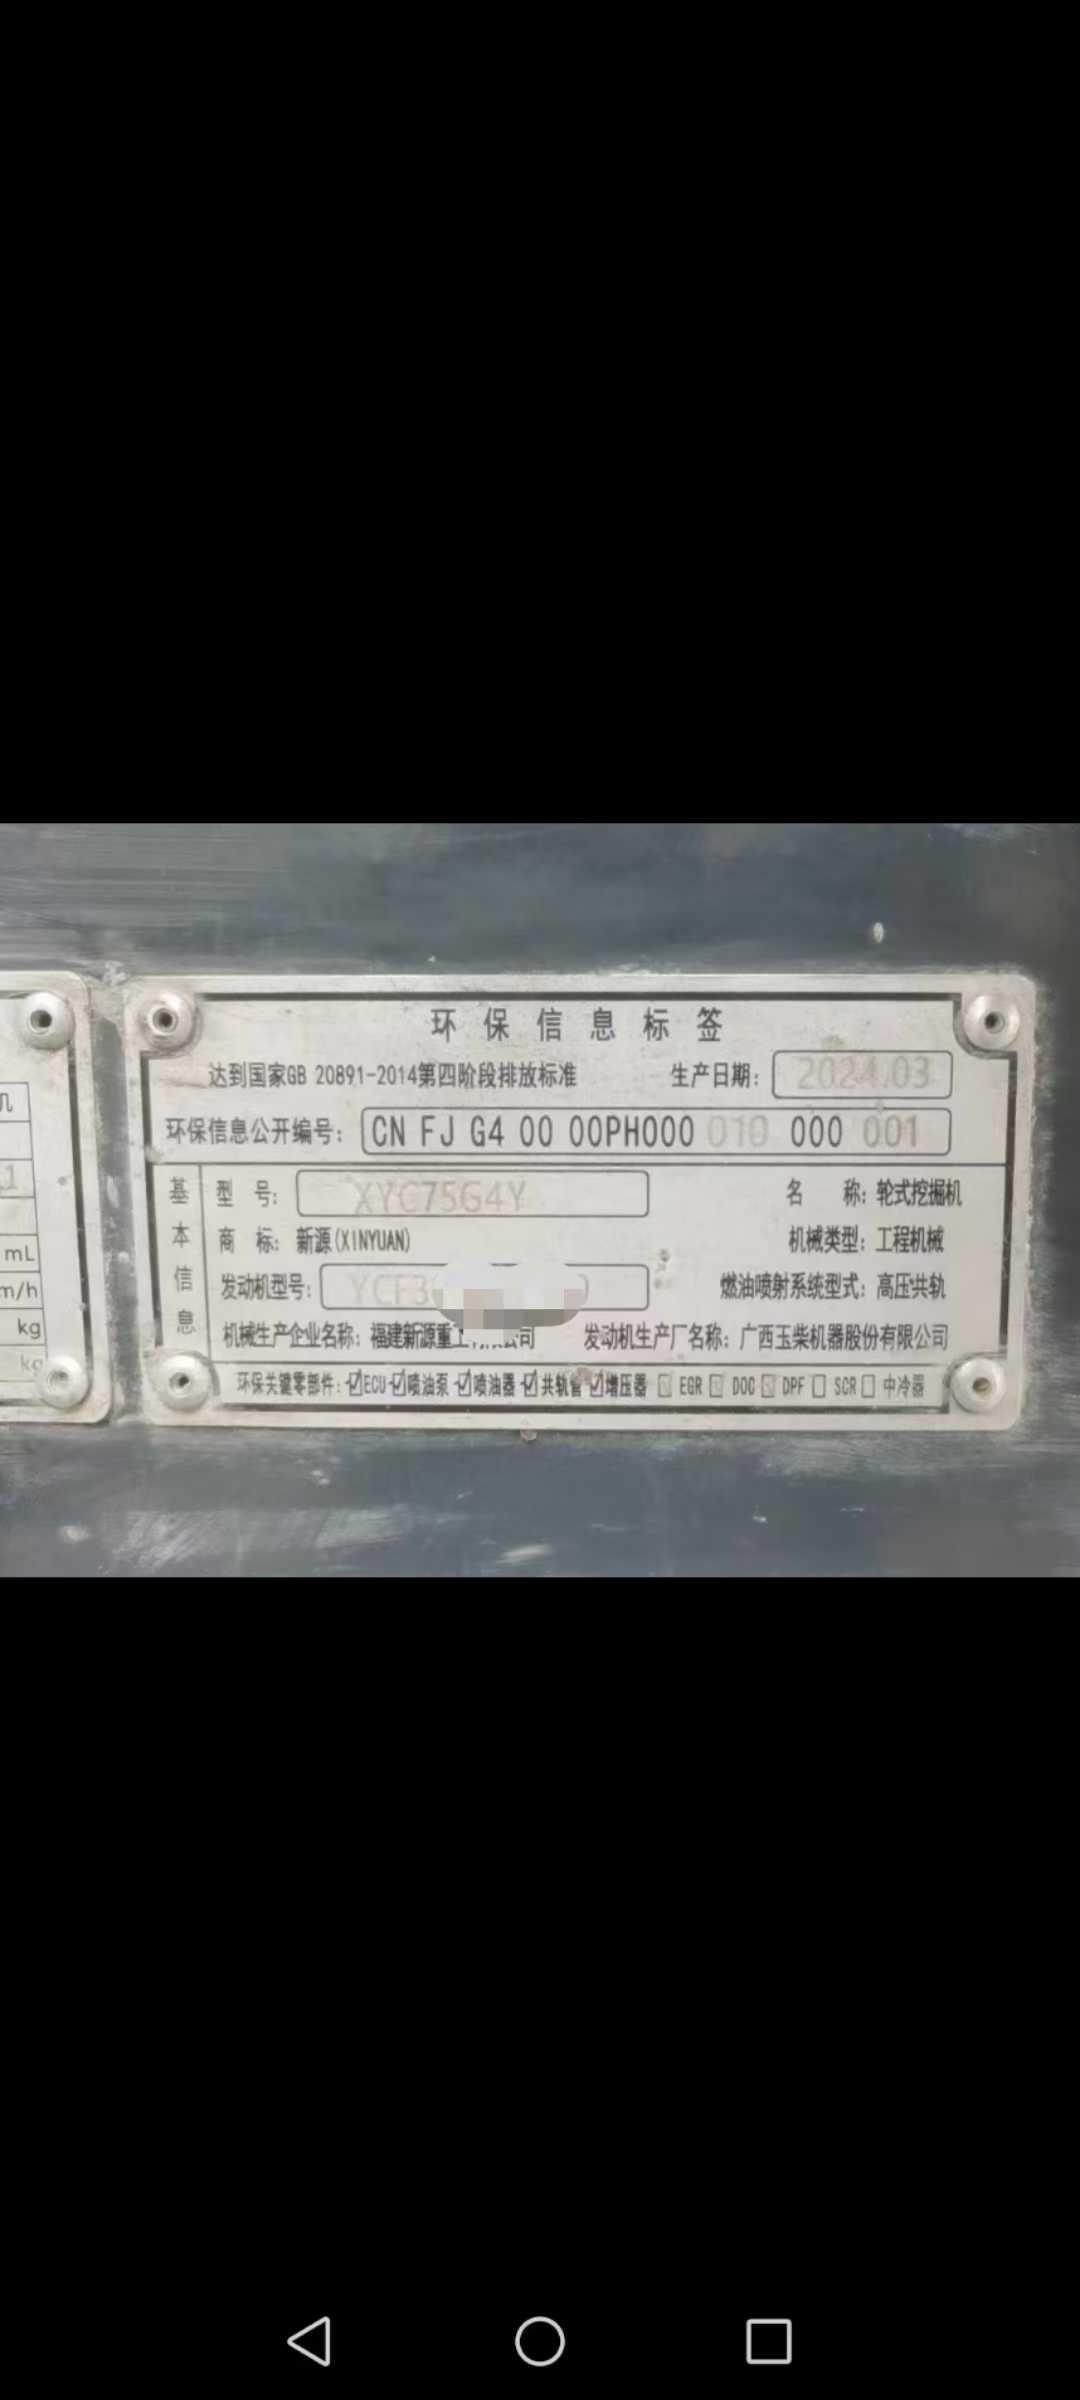 环保信息标签
达到国家GB 20891-2014第四阶段排放标准 生产日期: 2024.03
环保信息公开编号: CN FJ G4 00 00PH000 010 000 001
基本信息
型 号: XYC75G4Y 名 称: 轮式挖掘机
商 标: 新源(XINYUAN) 机械类型: 工程机械
发动机型号: YCF3 燃油喷射系统型式: 高压共轨
机械生产企业名称: 福建新源重工有限公司 发动机生产厂名称: 广西玉柴机器股份有限公司
环保关键零部件: ☑ECU ☑喷油泵 ☑喷油器 ☑共轨管 ☑增压器 ☐ EGR ☐ DOC ☐ DPF ☐ SCR ☐ 中冷器
mL
m/h
kg
kg